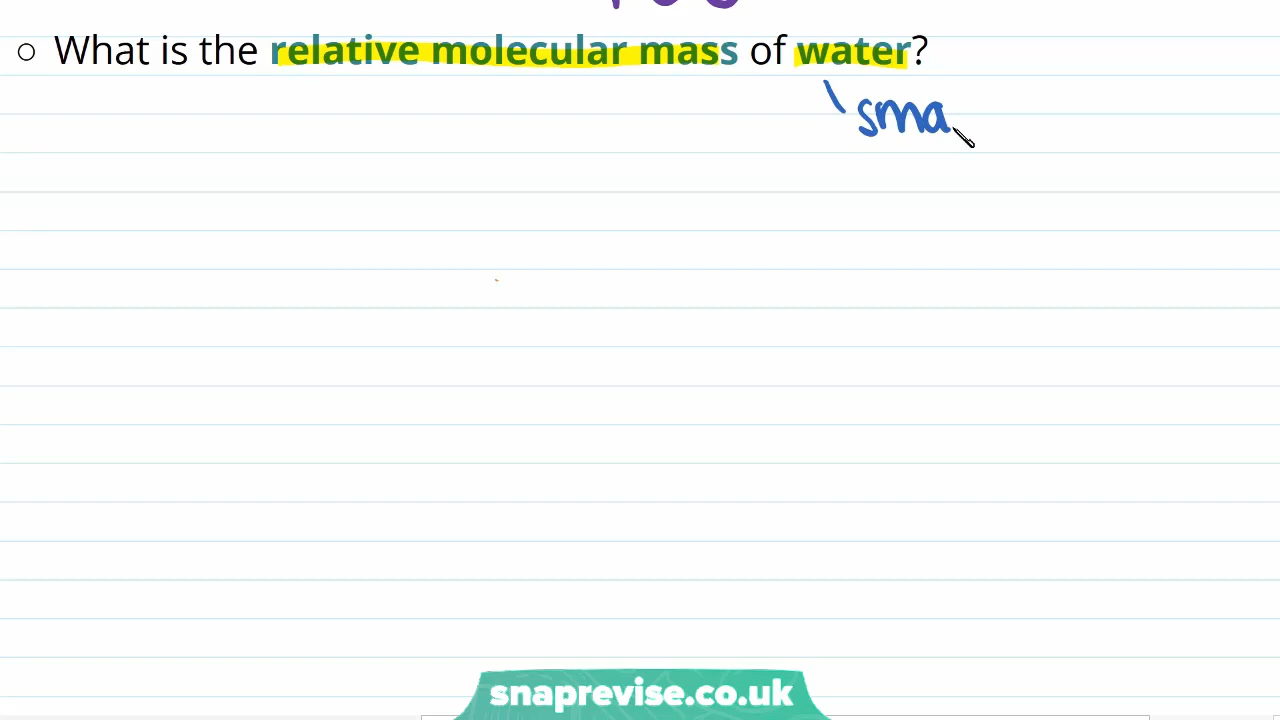 ○ What is the relative molecular mass of water?
sma
snaprevise.co.uk